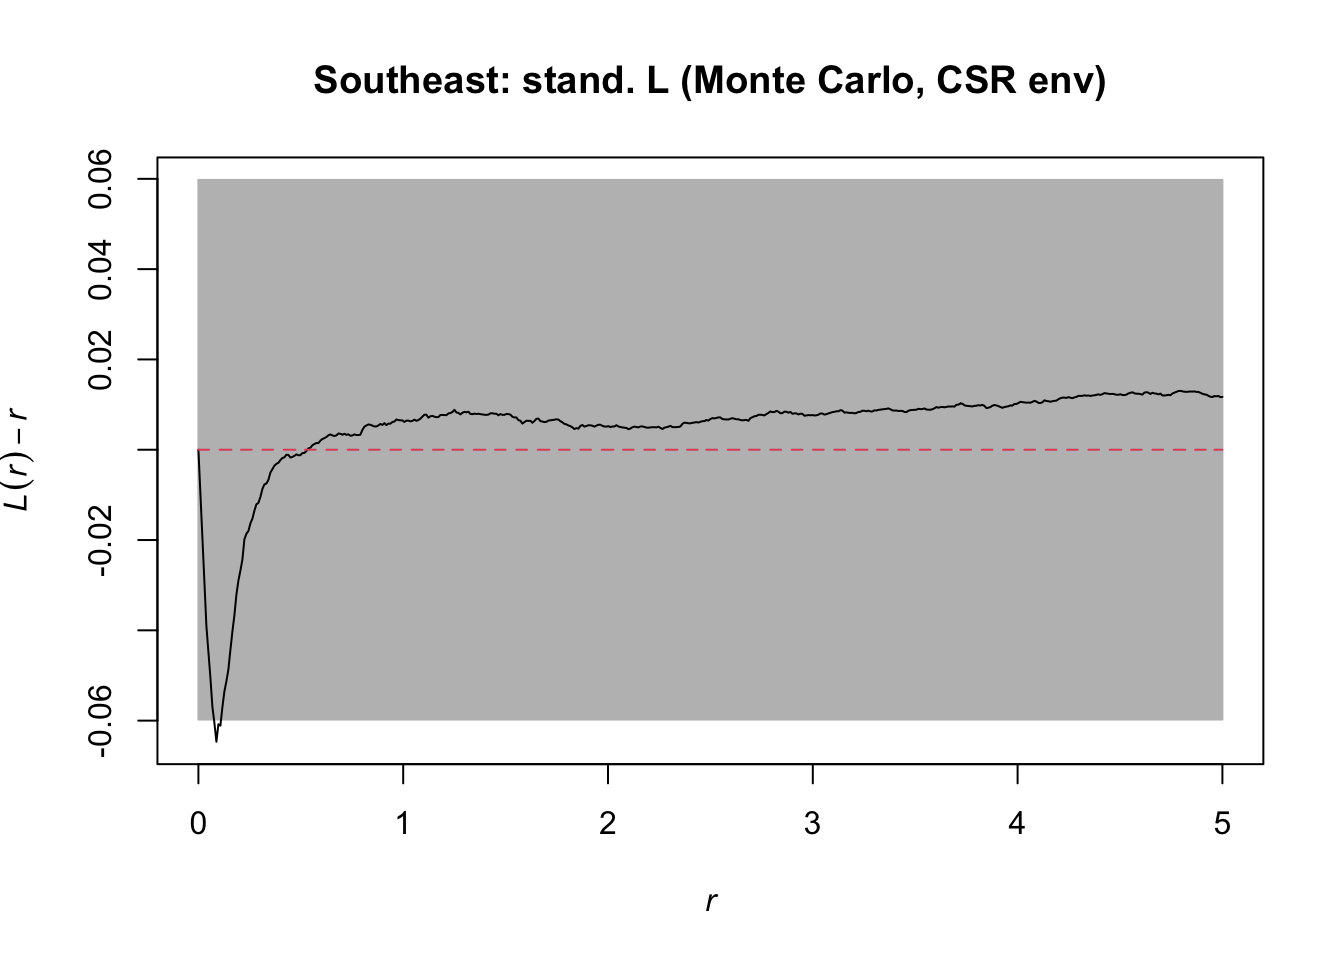 Southeast: stand. L (Monte Carlo, CSR env)
0.06
0.04
0.02
-0.02
-0.06
L(r) − r
0 1 2 3 4 5
r